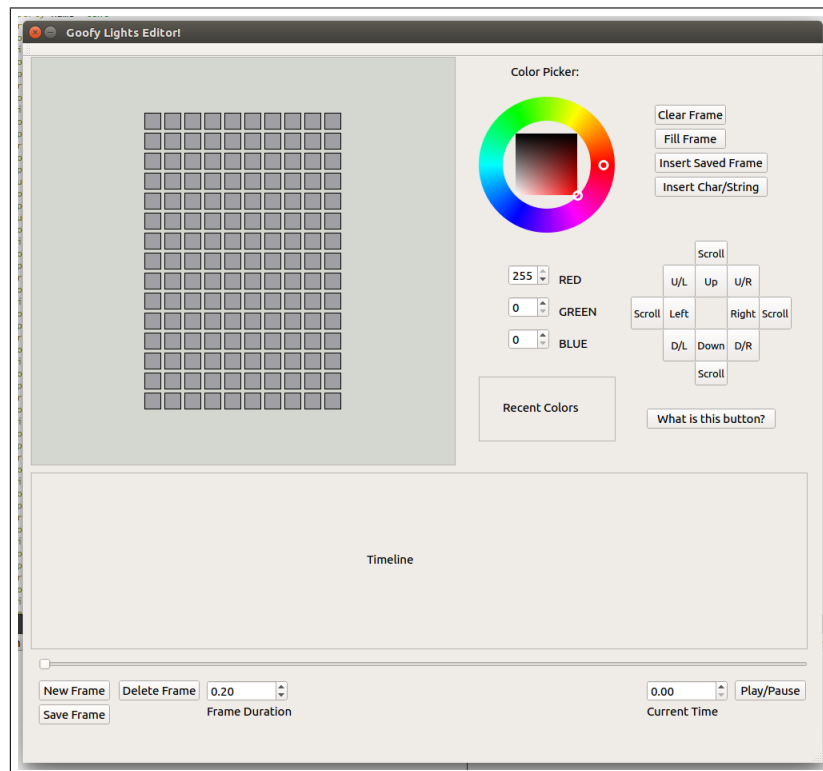 Goofy Lights Editor!
Color Picker:
Clear Frame
Fill Frame
Insert Saved Frame
Insert Char/String
255 RED
0 GREEN
0 BLUE
Scroll
U/L Up U/R
Scroll Left Right Scroll
D/L Down D/R
Scroll
Recent Colors
What is this button?
Timeline
New Frame Delete Frame 0.20
Save Frame Frame Duration
0.00 Play/Pause
Current Time